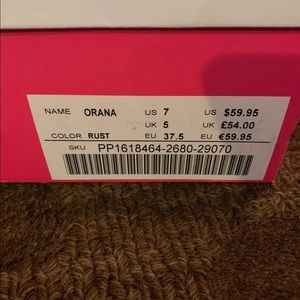 NAME ORANA US 7 US $59.95
UK 5 UK £54.00
COLOR RUST EU 37.5 EU €59.95
SKU PP1618464-2680-29070